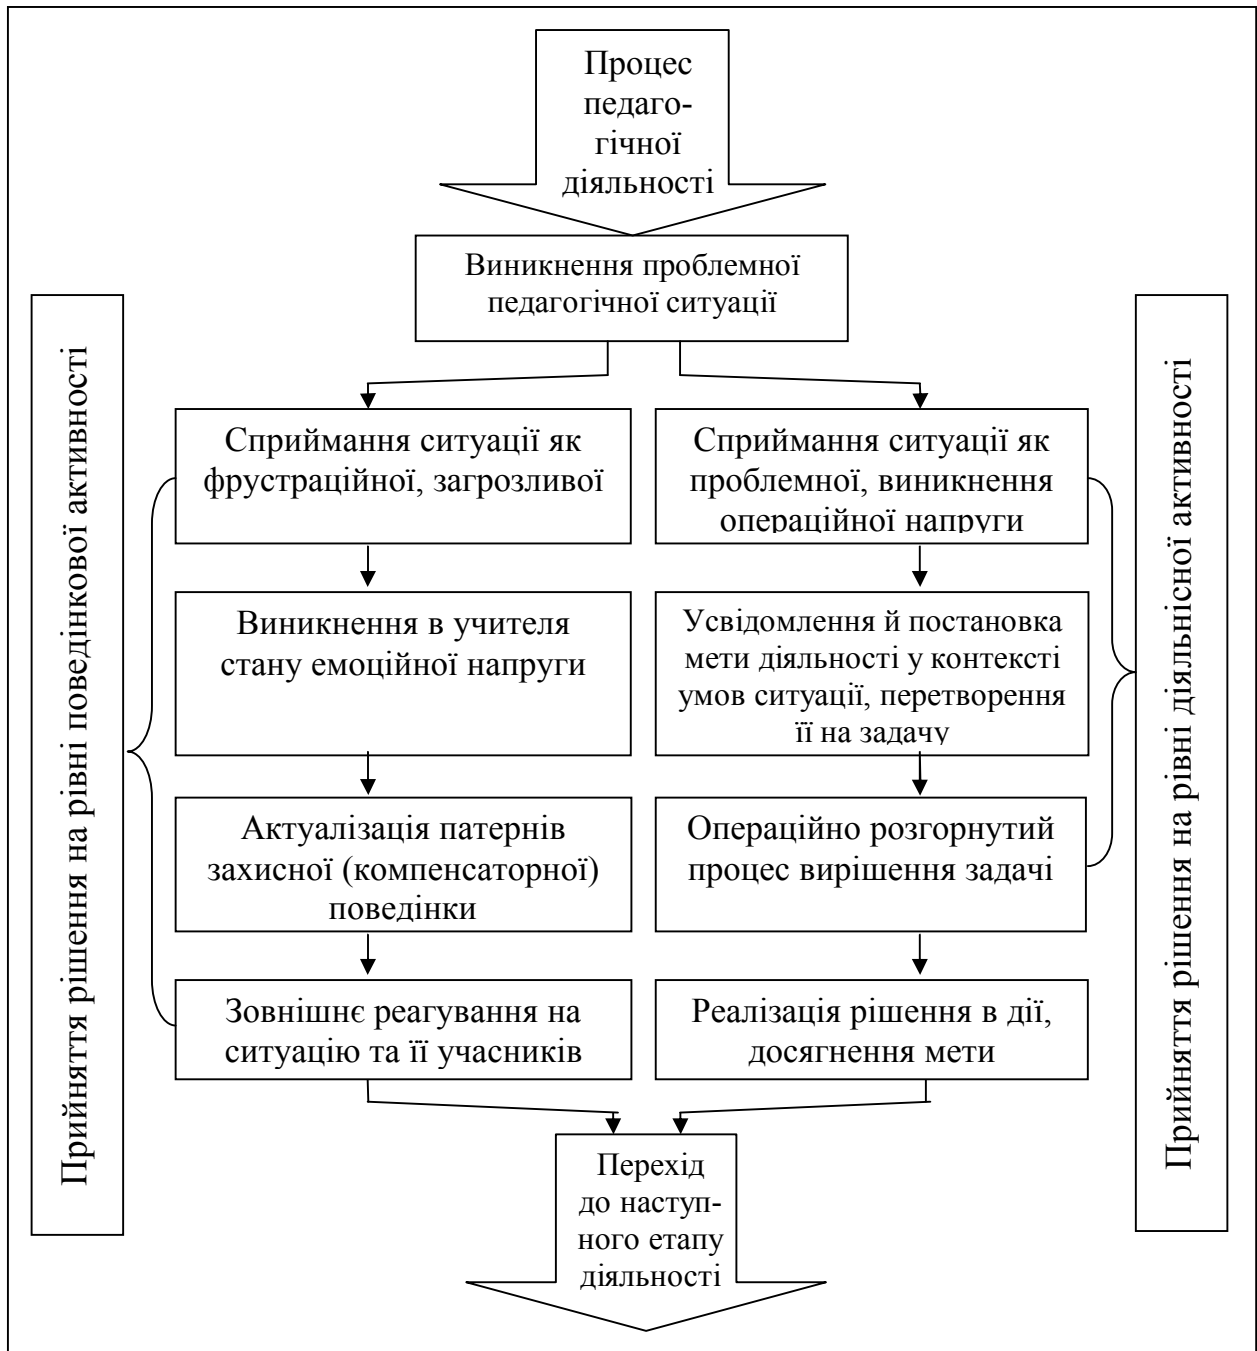 Процес
педаго-
гічної
діяльності
Виникнення проблемної
педагогічної ситуації
Прийняття рішення на рівні поведінкової активності
Сприймання ситуації як
фрустраційної, загрозливої
Виникнення в учителя
стану емоційної напруги
Актуалізація патернів
захисної (компенсаторної)
поведінки
Зовнішнє реагування на
ситуацію та її учасників
Сприймання ситуації як
проблемної, виникнення
операційної напруги
Усвідомлення й постановка
мети діяльності у контексті
умов ситуації, перетворення
її на задачу
Операційно розгорнутий
процес вирішення задачі
Реалізація рішення в дії,
досягнення мети
Прийняття рішення на рівні діяльнісної активності
Перехід
до наступ-
ного етапу
діяльності